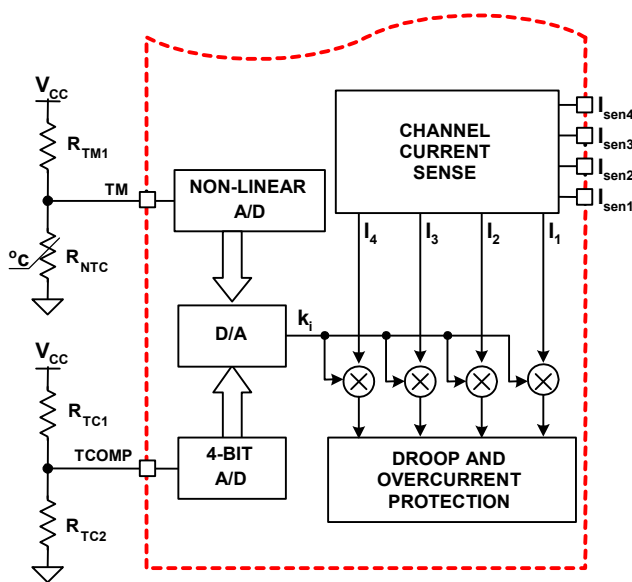 VCC
RTM1
TM
°C
RNTC
NON-LINEAR
A/D
CHANNEL
CURRENT
SENSE
Isen4
Isen3
Isen2
Isen1
I4
I3
I2
I1
D/A
ki
VCC
RTC1
TCOMP
RTC2
4-BIT
A/D
DROOP AND
OVERCURRENT
PROTECTION